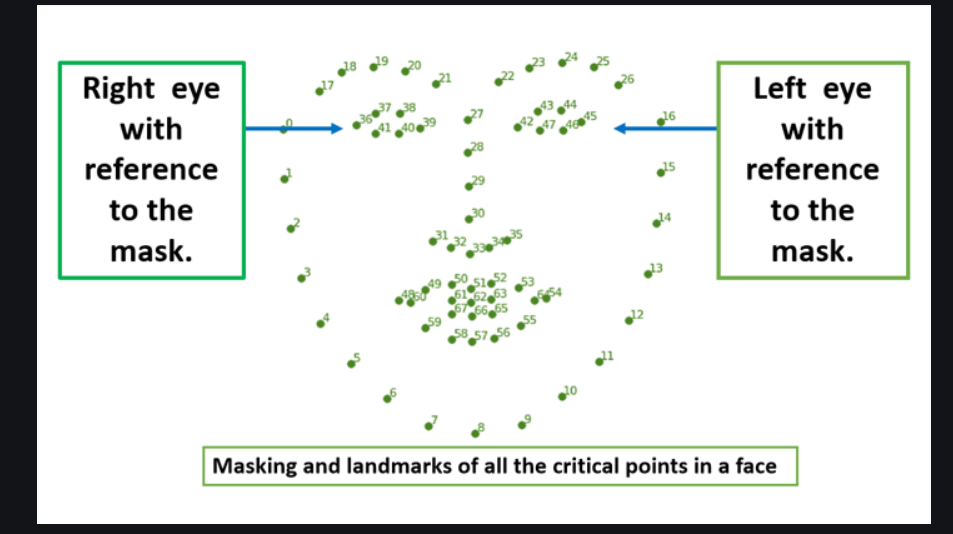 Right eye
with
reference
to the
mask.
Left eye
with
reference
to the
mask.
18 19 20 21 22 23 24 25 26
17
0 36 37 38 39 27 42 43 44 45 16
41 40 47 46
28
1 29 15
2 30 14
31 32 33 34 35
3 13
48 60 49 50 51 52 53 64 54
61 62 63
67 66 65
4 59 58 57 56 55 12
5 11
6 10
7 8 9
Masking and landmarks of all the critical points in a face